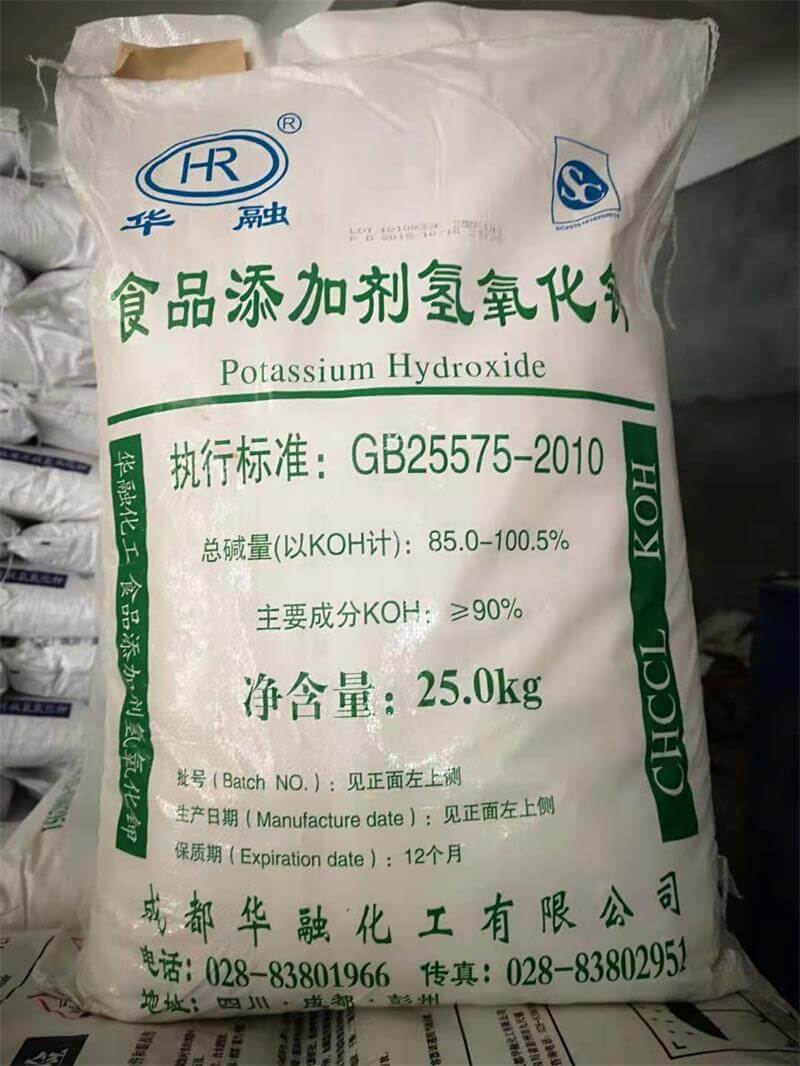 HR®
华融
SC
食品添加剂氢氧化钾
Potassium Hydroxide
执行标准：GB25575-2010
总碱量(以KOH计)：85.0-100.5%
主要成分KOH：≥90%
净含量：25.0kg
批号（Batch NO.）：见正面左上侧
生产日期（Manufacture date）：见正面左上侧
保质期（Expiration date）：12个月
华融化工 食品添加剂氢氧化钾
CHCCL KOH
成都华融化工有限公司
电话：028-83801966 传真：028-83802951
地址：四川·成都·彭州